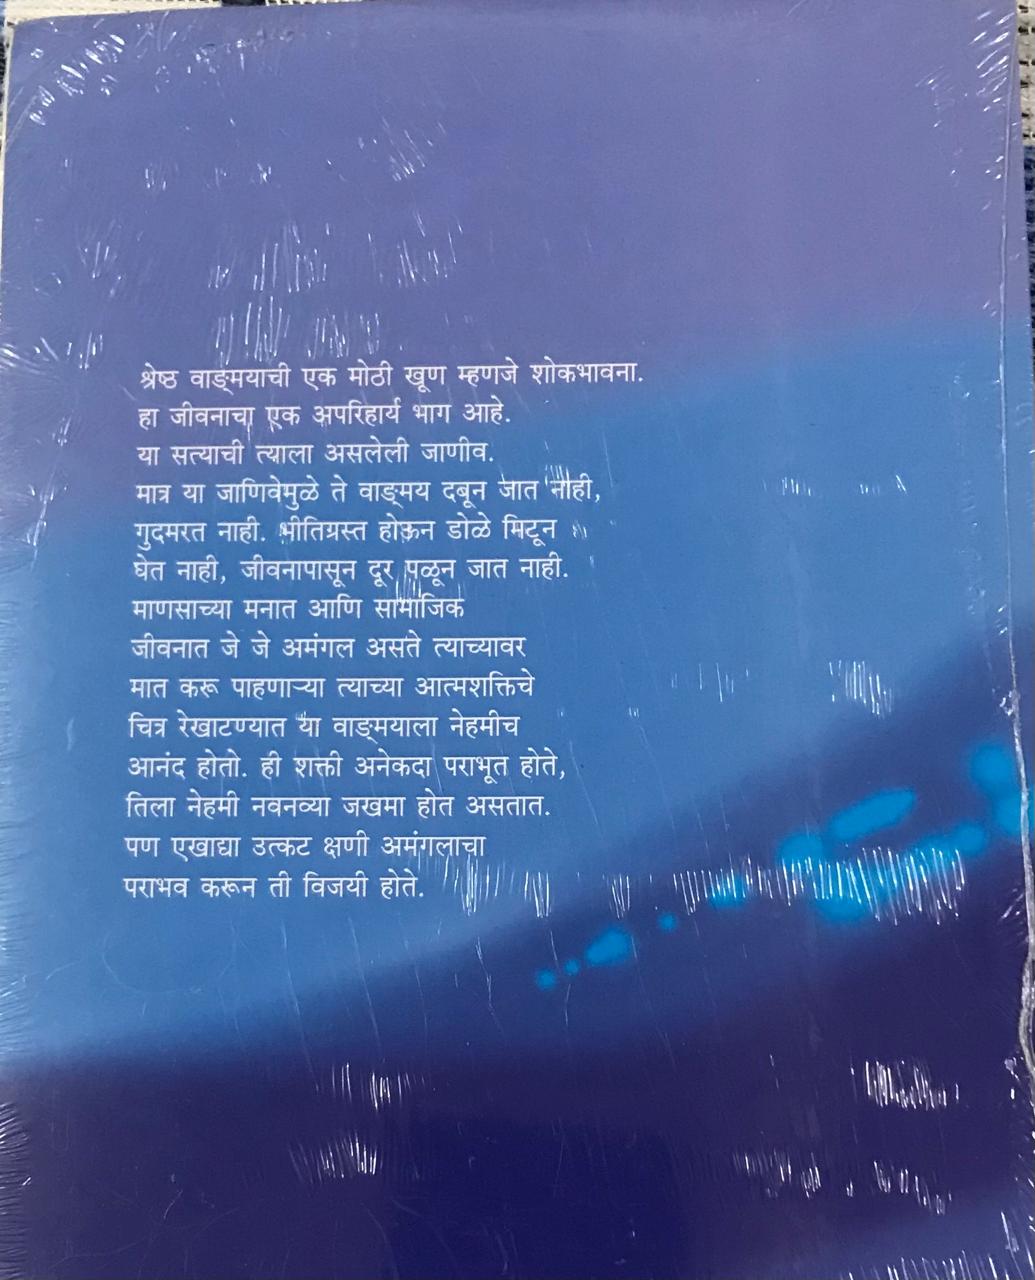 श्रेष्ठ वाङ्मयाची एक मोठी खूण म्हणजे शोकभावना.
हा जीवनाचा एक अपरिहार्य भाग आहे.
या सत्याची त्याला असलेली जाणीव.
मात्र या जाणिवेमुळे ते वाङ्मय दबून जात नाही,
गुदमरत नाही. भीतिग्रस्त होऊन डोळे मिटून
घेत नाही, जीवनापासून दूर पळून जात नाही.
माणसाच्या मनात आणि सामाजिक
जीवनात जे जे अमंगल असते त्याच्यावर
मात करू पाहणाऱ्या त्याच्या आत्मशक्तिचे
चित्र रेखाटण्यात या वाङ्मयाला नेहमीच
आनंद होतो. ही शक्ती अनेकदा पराभूत होते,
तिला नेहमी नवनव्या जखमा होत असतात.
पण एखाद्या उत्कट क्षणी अमंगलाचा
पराभव करून ती विजयी होते.